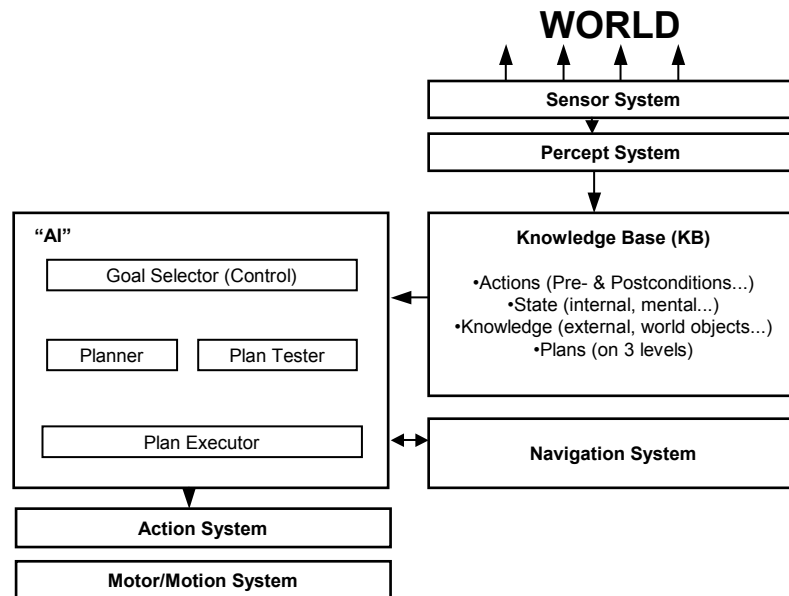 WORLD
Sensor System
Percept System
“AI”
Goal Selector (Control)
Planner
Plan Tester
Plan Executor
Knowledge Base (KB)
•Actions (Pre- & Postconditions...)
•State (internal, mental...)
•Knowledge (external, world objects...)
•Plans (on 3 levels)
Navigation System
Action System
Motor/Motion System